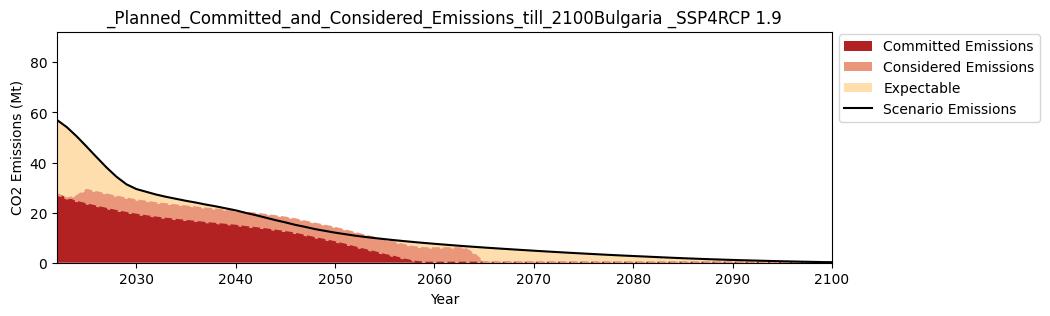 _Planned_Committed_and_Considered_Emissions_till_2100Bulgaria _SSP4RCP 1.9
Committed Emissions
Considered Emissions
Expectable
Scenario Emissions
CO2 Emissions (Mt)
80
60
40
20
0
2030 2040 2050 2060 2070 2080 2090 2100
Year